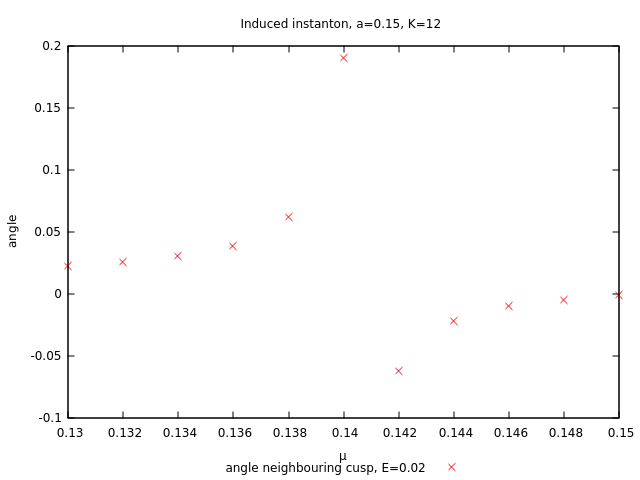 Induced instanton, a=0.15, K=12
0.2
0.15
0.1
0.05
0
-0.05
-0.1
angle
0.13 0.132 0.134 0.136 0.138 0.14 0.142 0.144 0.146 0.148 0.15
μ
angle neighbouring cusp, E=0.02